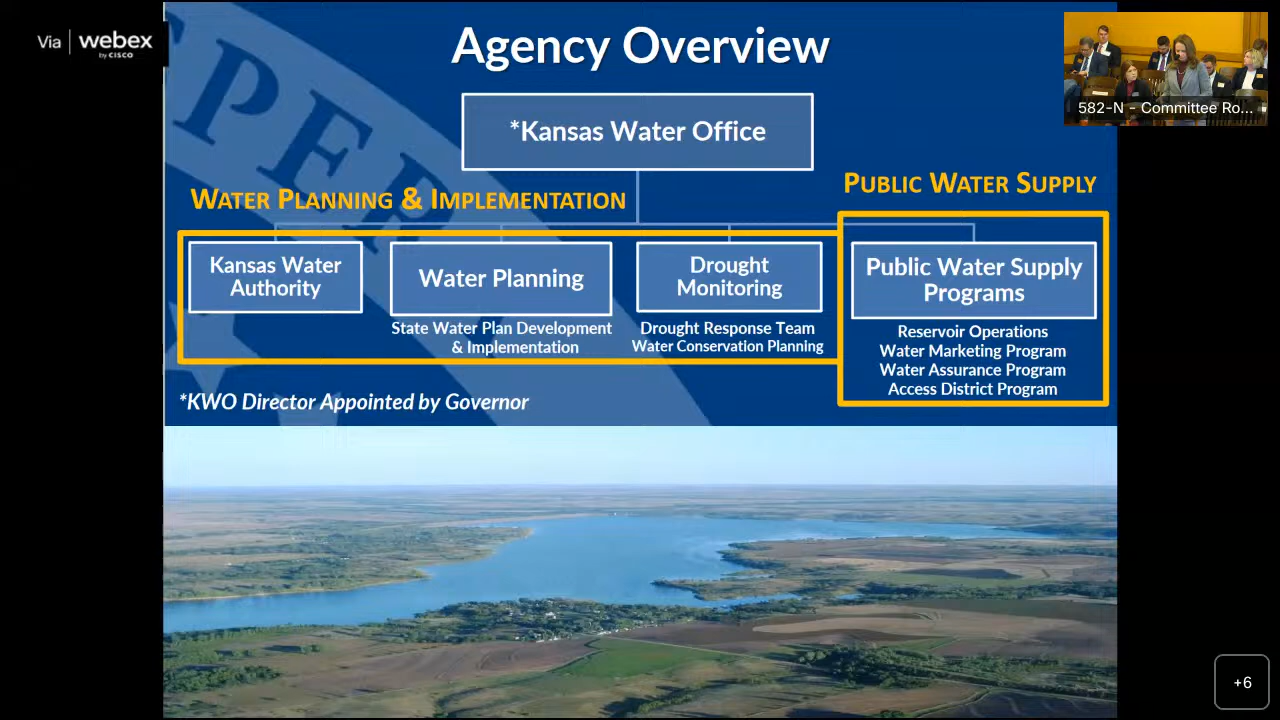 Via | webex
by CISCO
Agency Overview
*Kansas Water Office
WATER PLANNING & IMPLEMENTATION
PUBLIC WATER SUPPLY
Kansas Water
Authority
Water Planning
State Water Plan Development
& Implementation
Drought
Monitoring
Drought Response Team
Water Conservation Planning
Public Water Supply
Programs
Reservoir Operations
Water Marketing Program
Water Assurance Program
Access District Program
*KWO Director Appointed by Governor
582-N - Committee Ro...
+6